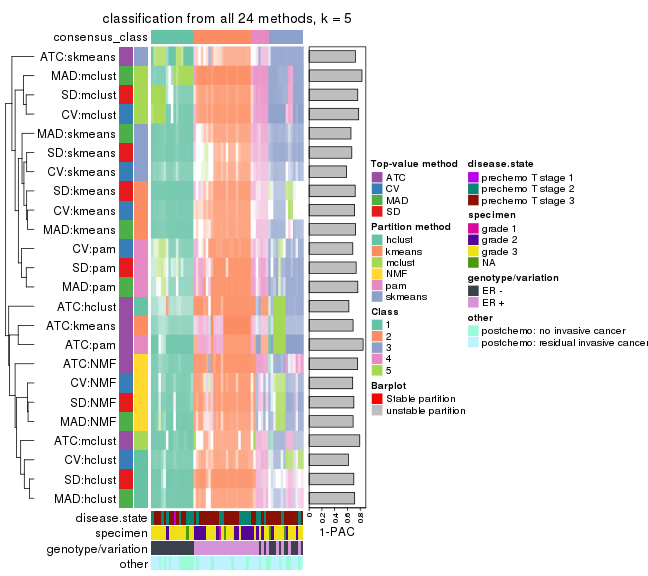 classification from all 24 methods, k = 5
consensus_class
ATC:skmeans
MAD:mclust
SD:mclust
CV:mclust
MAD:skmeans
SD:skmeans
CV:skmeans
SD:kmeans
CV:kmeans
MAD:kmeans
CV:pam
SD:pam
MAD:pam
ATC:hclust
ATC:kmeans
ATC:pam
ATC:NMF
CV:NMF
SD:NMF
MAD:NMF
ATC:mclust
CV:hclust
SD:hclust
MAD:hclust
disease.state
specimen
genotype/variation
other
0
0.2
0.4
0.6
0.8
1-PAC
Top-value method
ATC
CV
MAD
SD
Partition method
hclust
kmeans
mclust
NMF
pam
skmeans
Class
1
2
3
4
5
Barplot
Stable partition
unstable partition
disease.state
prechemo T stage 1
prechemo T stage 2
prechemo T stage 3
specimen
grade 1
grade 2
grade 3
NA
genotype/variation
ER -
ER +
other
postchemo: no invasive cancer
postchemo: residual invasive cancer